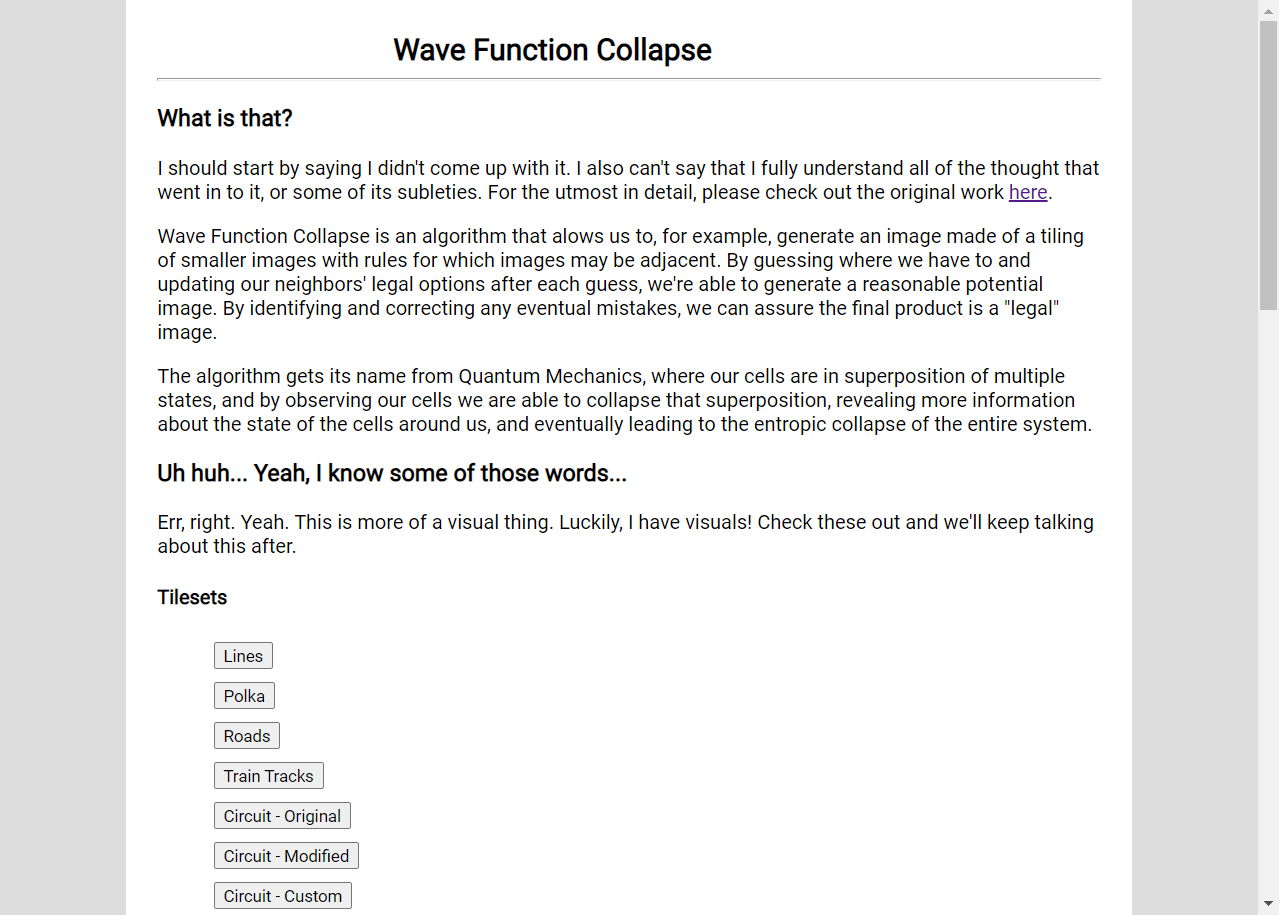 Wave Function Collapse
What is that?
I should start by saying I didn't come up with it. I also can't say that I fully understand all of the thought that
went in to it, or some of its subleties. For the utmost in detail, please check out the original work here.
Wave Function Collapse is an algorithm that alows us to, for example, generate an image made of a tiling
of smaller images with rules for which images may be adjacent. By guessing where we have to and
updating our neighbors' legal options after each guess, we're able to generate a reasonable potential
image. By identifying and correcting any eventual mistakes, we can assure the final product is a "legal"
image.
The algorithm gets its name from Quantum Mechanics, where our cells are in superposition of multiple
states, and by observing our cells we are able to collapse that superposition, revealing more information
about the state of the cells around us, and eventually leading to the entropic collapse of the entire system.
Uh huh... Yeah, I know some of those words...
Err, right. Yeah. This is more of a visual thing. Luckily, I have visuals! Check these out and we'll keep talking
about this after.
Tilesets
Lines
Polka
Roads
Train Tracks
Circuit - Original
Circuit - Modified
Circuit - Custom